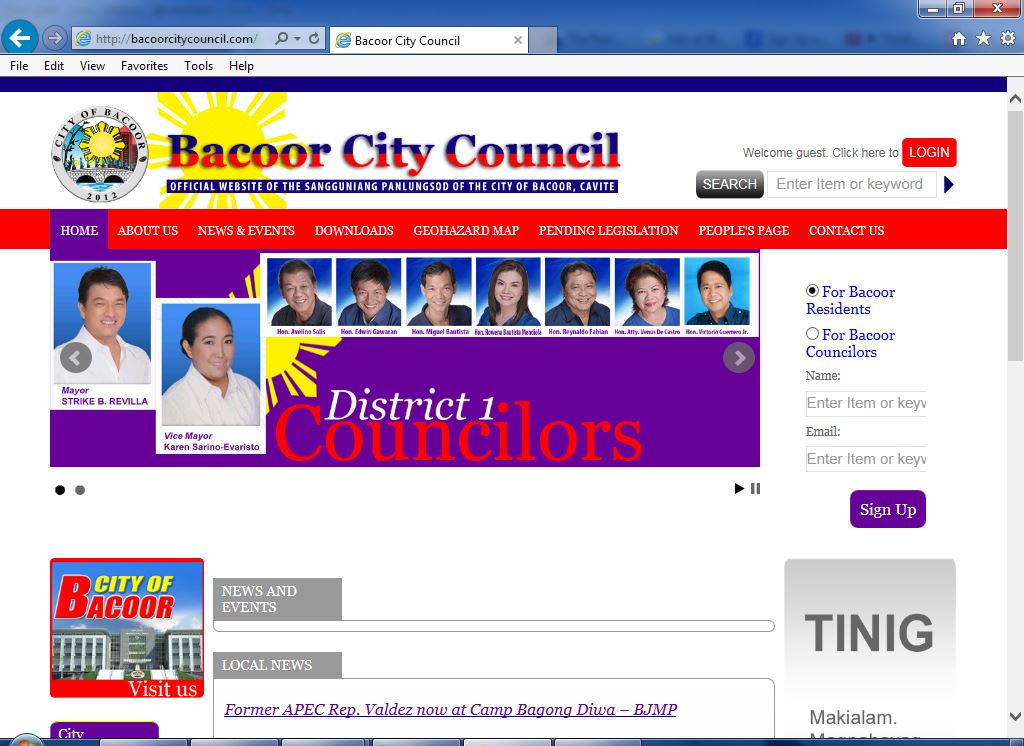 http://bacoorcitycouncil.com/
Bacoor City Council
File Edit View Favorites Tools Help
CITY OF BACOOR
2012
Bacoor City Council
OFFICIAL WEBSITE OF THE SANGGUNIANG PANLUNGSOD OF THE CITY OF BACOOR, CAVITE
Welcome guest. Click here to LOGIN
SEARCH Enter Item or keyword
HOME ABOUT US NEWS & EVENTS DOWNLOADS GEOHAZARD MAP PENDING LEGISLATION PEOPLE'S PAGE CONTACT US
Hon. Avelino Solis Hon. Edwin Gawaran Hon. Miguel Bautista Hon. Rowena Bautista Mendiola Hon. Reynaldo Fabian Hon. Atty. Venus De Castro Hon. Victorio Guerrero Jr.
Mayor
STRIKE B. REVILLA
Vice Mayor
Karen Sarino-Evaristo
District 1
Councilors
For Bacoor
Residents
For Bacoor
Councilors
Name:
Enter Item or keyw
Email:
Enter Item or keyw
Sign Up
CITY OF
BACOOR
Visit us
NEWS AND
EVENTS
LOCAL NEWS
Former APEC Rep. Valdez now at Camp Bagong Diwa – BJMP
City
TINIG
Makialam.